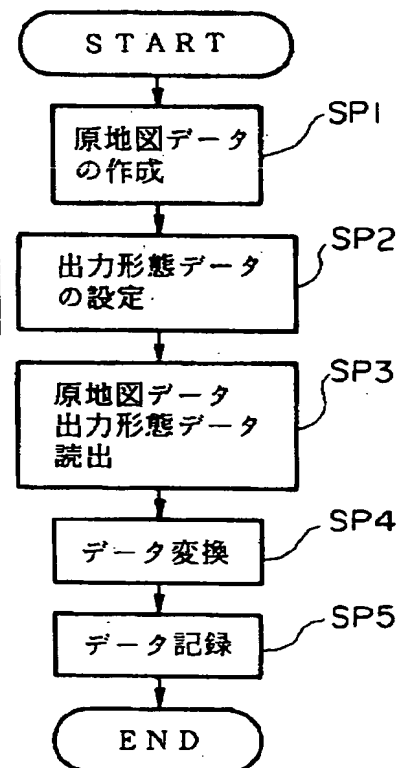 START
SP1
原地図データ
の作成
SP2
出力形態データ
の設定
SP3
原地図データ
出力形態データ
読出
SP4
データ変換
SP5
データ記録
END